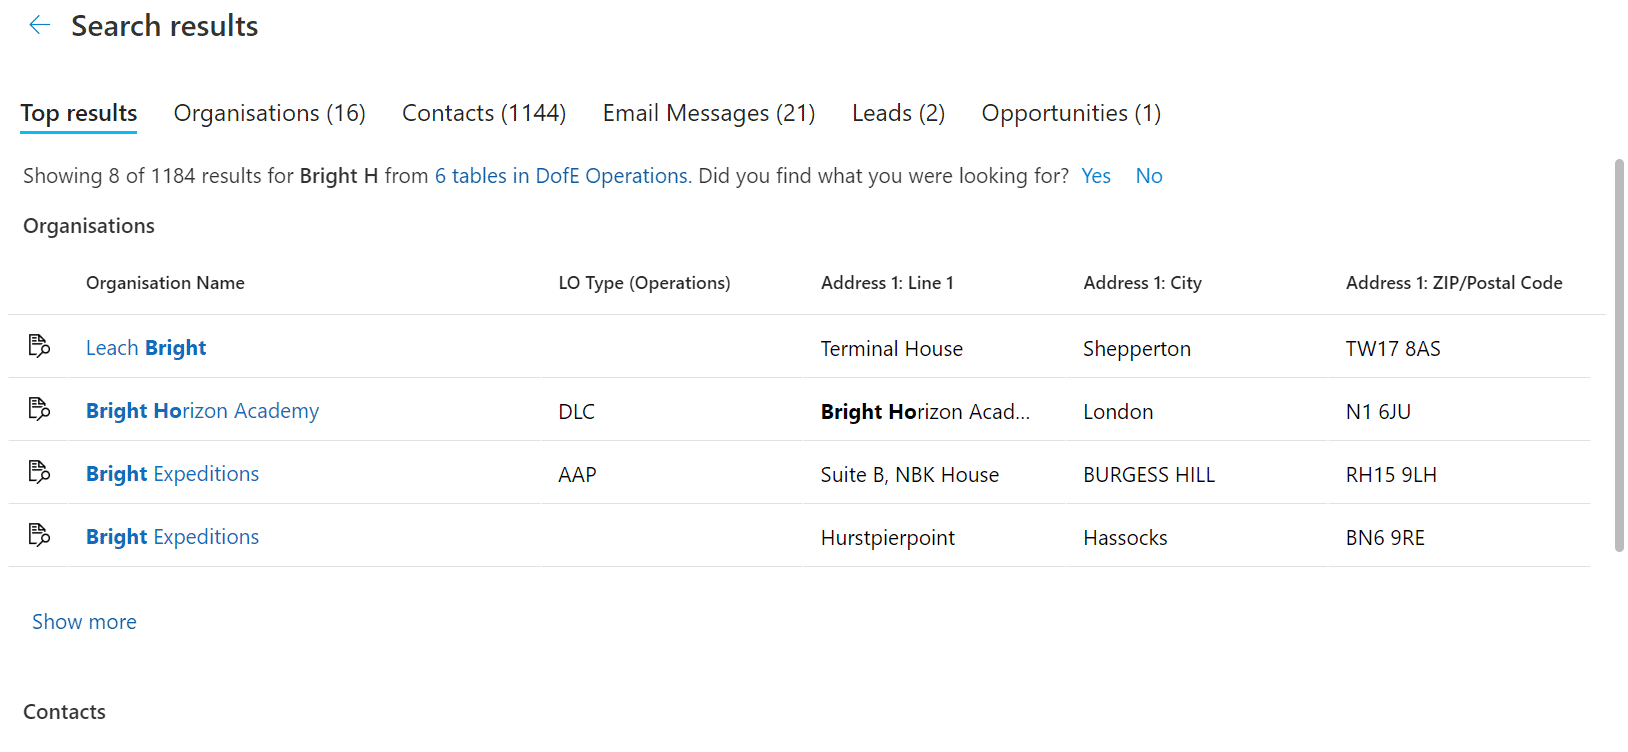 Search results
Top results Organisations (16) Contacts (1144) Email Messages (21) Leads (2) Opportunities (1)
Showing 8 of 1184 results for Bright H from 6 tables in DofE Operations. Did you find what you were looking for? Yes No
Organisations
Organisation Name LO Type (Operations) Address 1: Line 1 Address 1: City Address 1: ZIP/Postal Code
Leach Bright Terminal House Shepperton TW17 8AS
Bright Horizon Academy DLC Bright Horizon Acad... London N1 6JU
Bright Expeditions AAP Suite B, NBK House BURGESS HILL RH15 9LH
Bright Expeditions Hurstpierpoint Hassocks BN6 9RE
Show more
Contacts